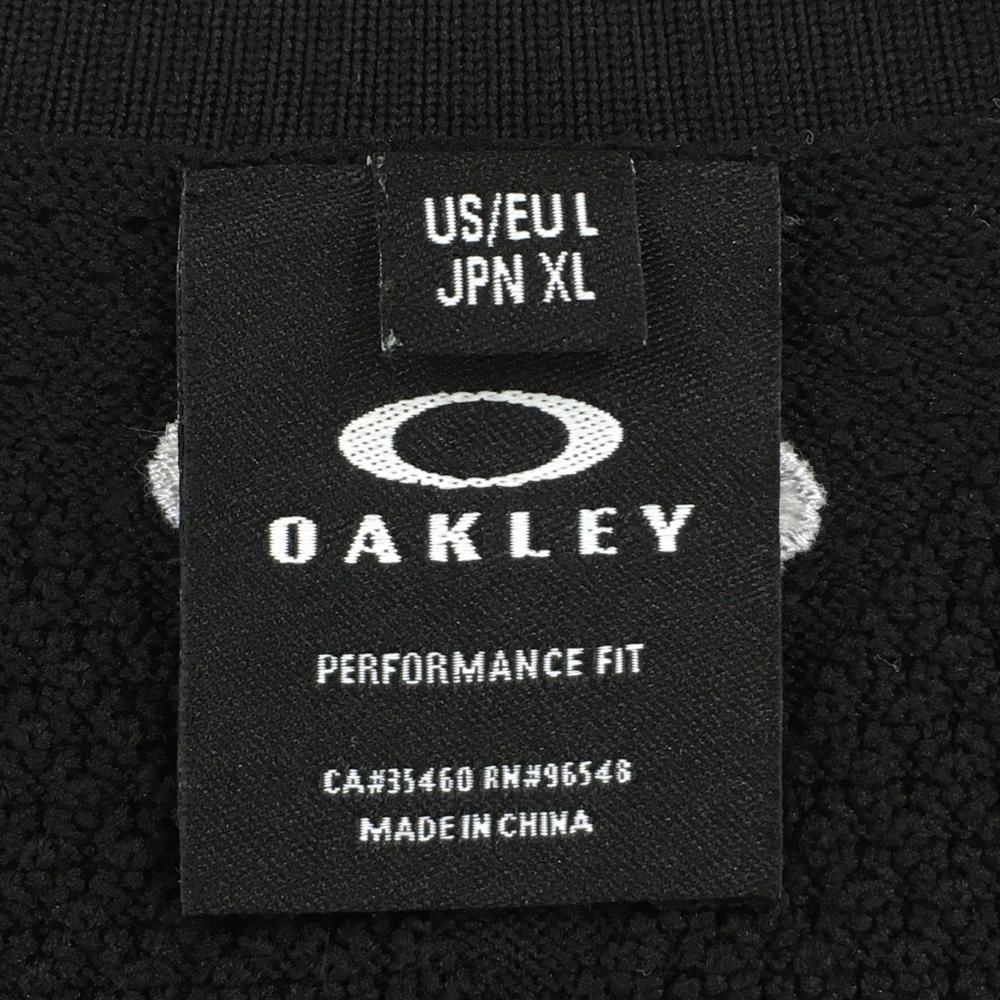 US/EU L
JPN XL
OAKLEY
PERFORMANCE FIT
CA#35460 RN#96548
MADE IN CHINA